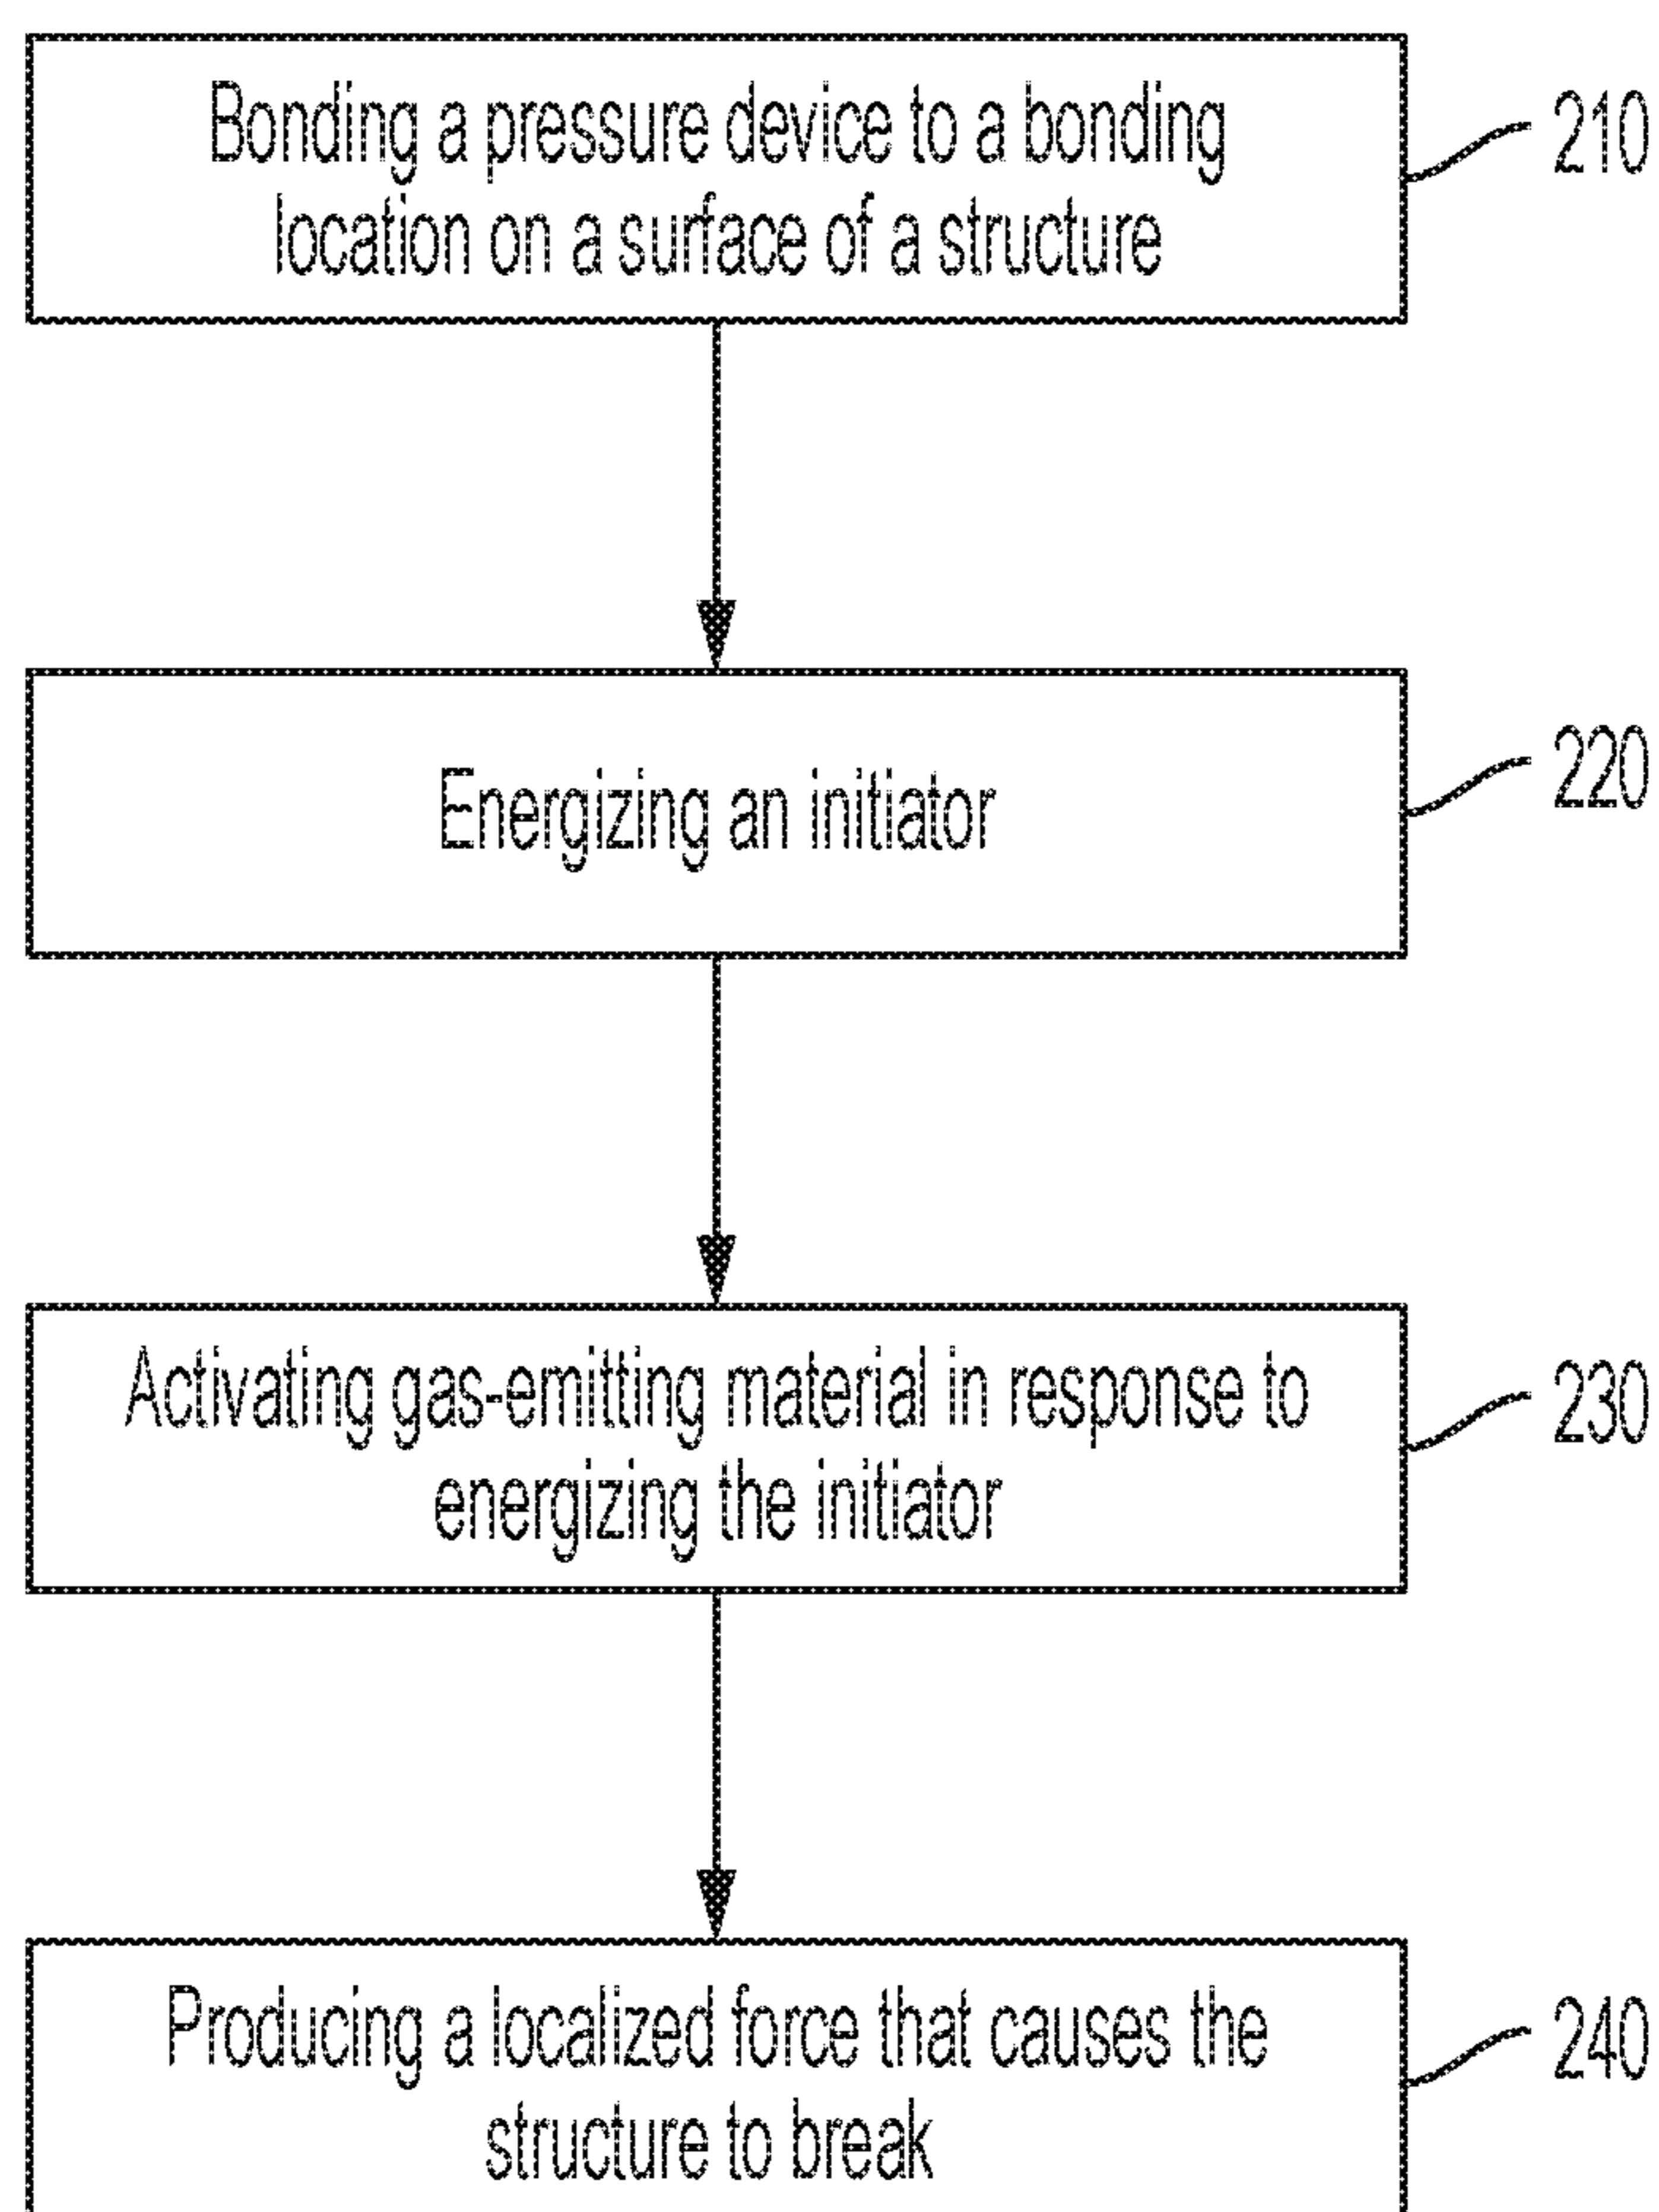 Bonding a pressure device to a bonding
location on a surface of a structure
210
Energizing an initiator
220
Activating gas-emitting material in response to
energizing the initiator
230
Producing a localized force that causes the
structure to break
240